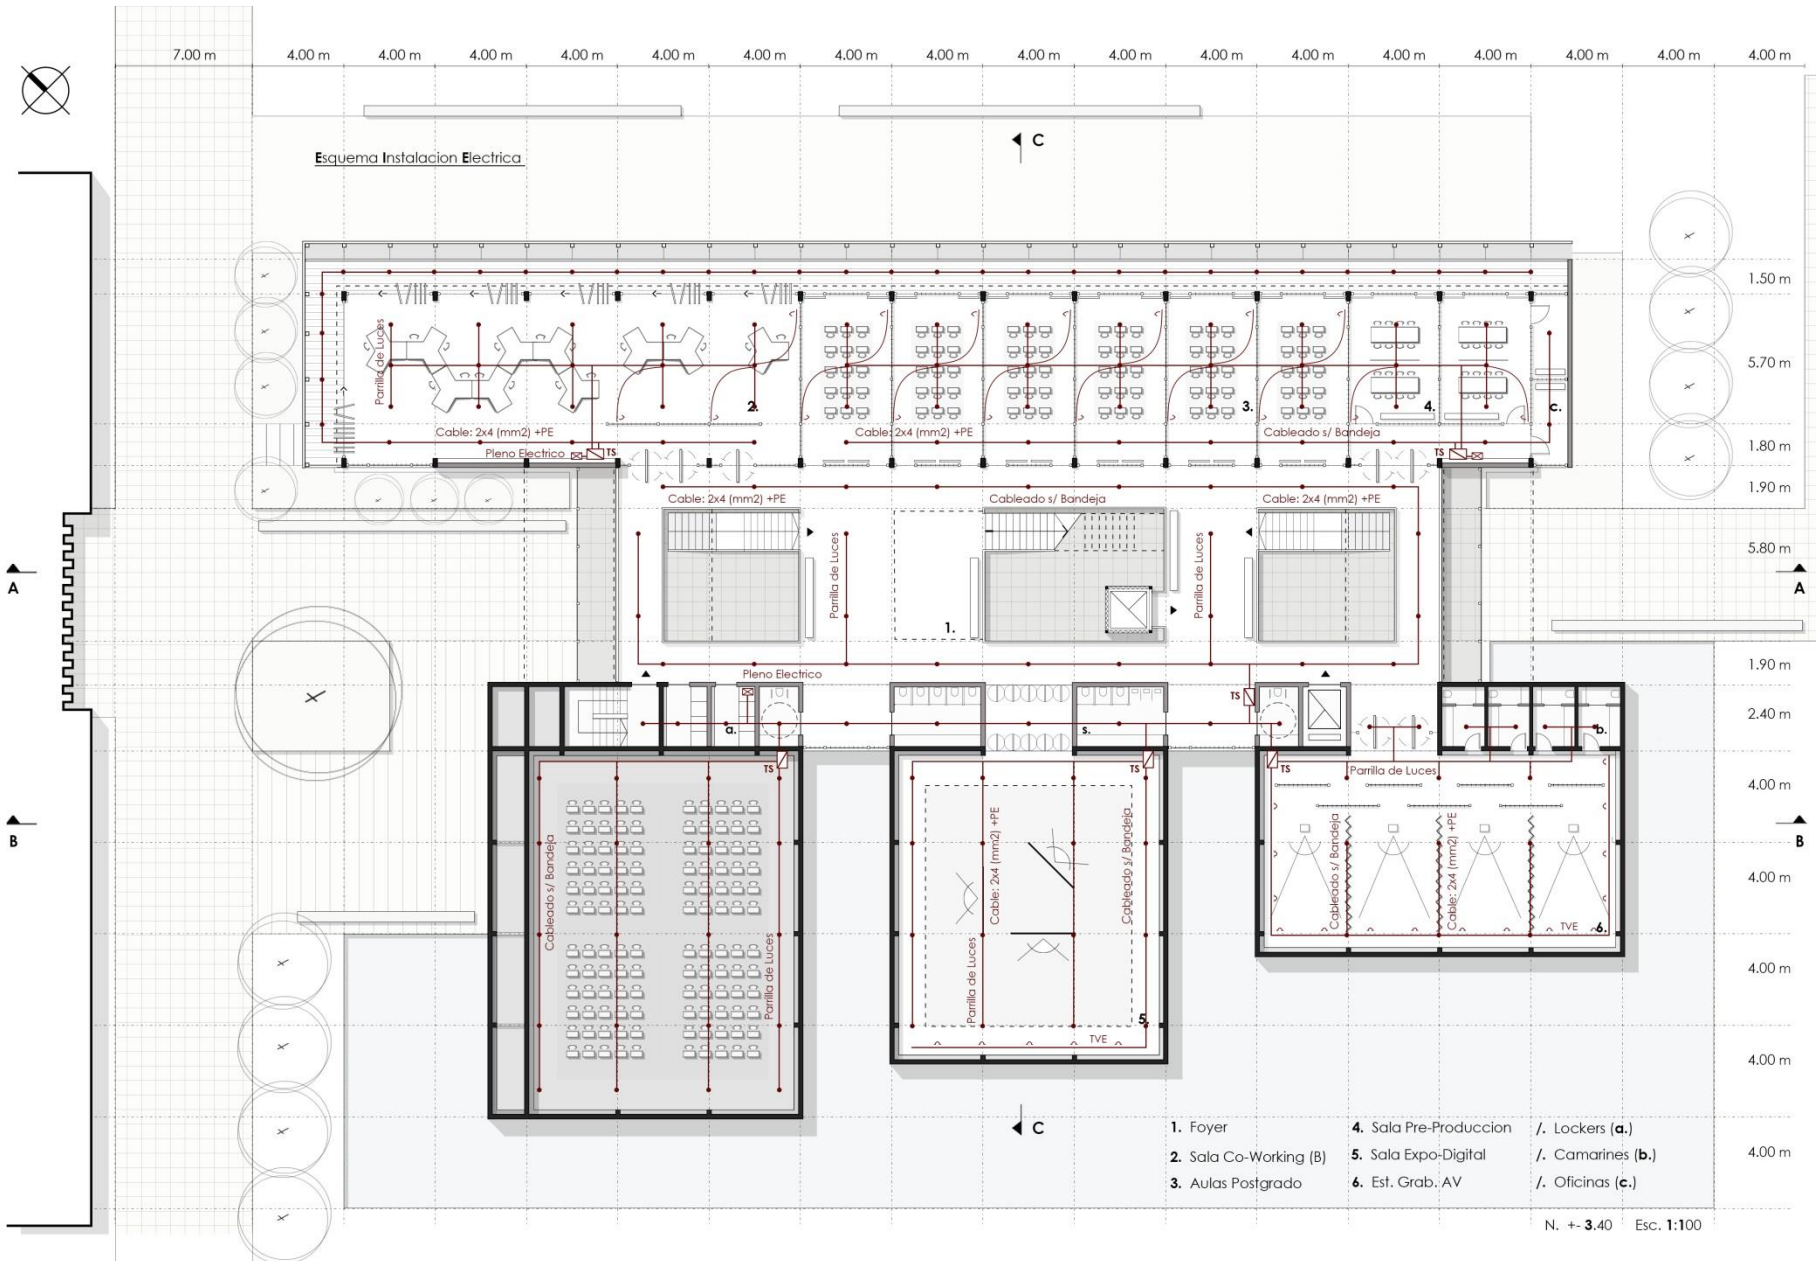 7.00 m 4.00 m 4.00 m 4.00 m 4.00 m 4.00 m 4.00 m 4.00 m 4.00 m 4.00 m 4.00 m 4.00 m 4.00 m 4.00 m 4.00 m 4.00 m 4.00 m 4.00 m
C
Esquema Instalacion Electrica
1.50 m
Parrilla de Luces
5.70 m
2.
3.
4.
c.
Cable: 2x4 (mm2) +PE
Cable: 2x4 (mm2) +PE
Cableado s/ Bandeja
Pleno Electrico
TS
TS
1.80 m
1.90 m
Cable: 2x4 (mm2) +PE
Cableado s/ Bandeja
Cable: 2x4 (mm2) +PE
Parrilla de Luces
Parrilla de Luces
5.80 m
A
A
1.
1.90 m
Pleno Electrico
TS
2.40 m
a.
s.
b.
TS
TS
TS
Parrilla de Luces
4.00 m
B
B
Cableado s/ Bandeja
Parrilla de Luces
Parrilla de Luces
Cable: 2x4 (mm2) +PE
Cableado s/ Bandeja
Cableado s/ Bandeja
Cable: 2x4 (mm2) +PE
4.00 m
TVE
6.
4.00 m
5.
TVE
4.00 m
C
4.00 m
1. Foyer
2. Sala Co-Working (B)
3. Aulas Postgrado
4. Sala Pre-Produccion
5. Sala Expo-Digital
6. Est. Grab. AV
/. Lockers (a.)
/. Camarines (b.)
/. Oficinas (c.)
N. +- 3.40 Esc. 1:100